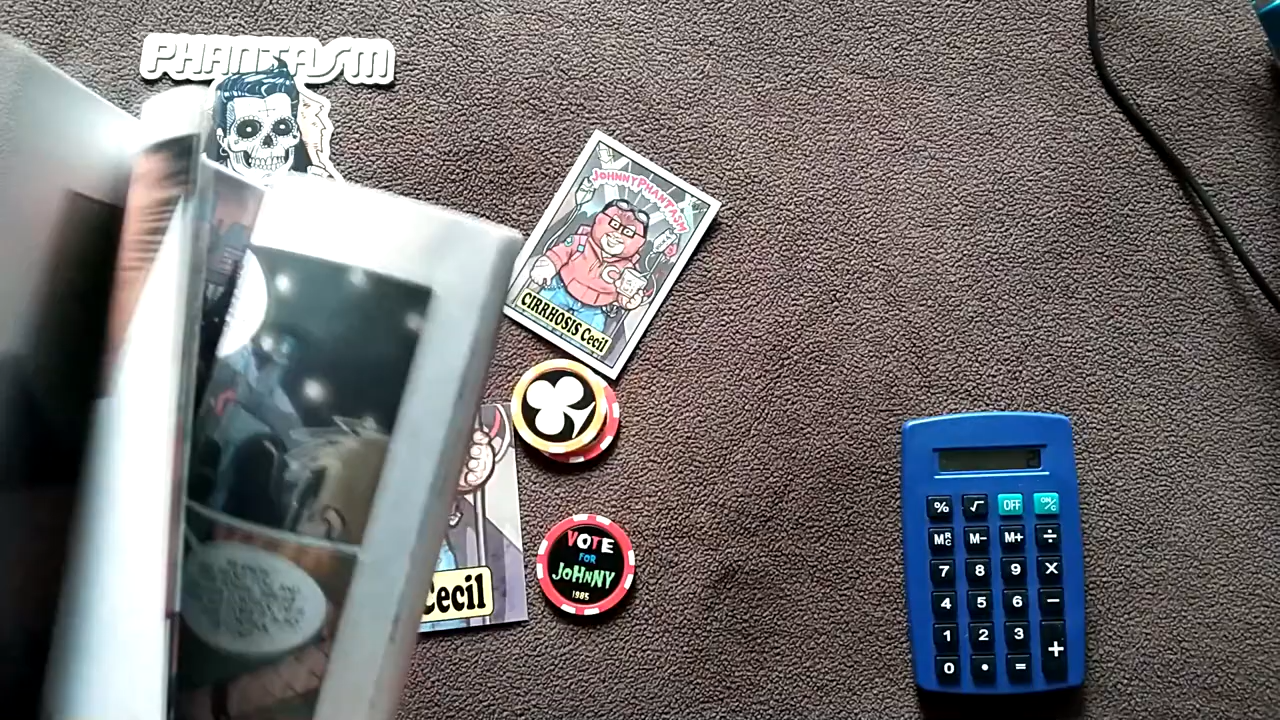 PHANTASM
JOHNNY PHANTASM
C
CIRRHOSIS Cecil
Cecil
VOTE
FOR
JOHNNY
1985
2
% √ OFF ON/C
MRC M− M+ ÷
7 8 9 X
4 5 6 −
1 2 3 +
0 • =